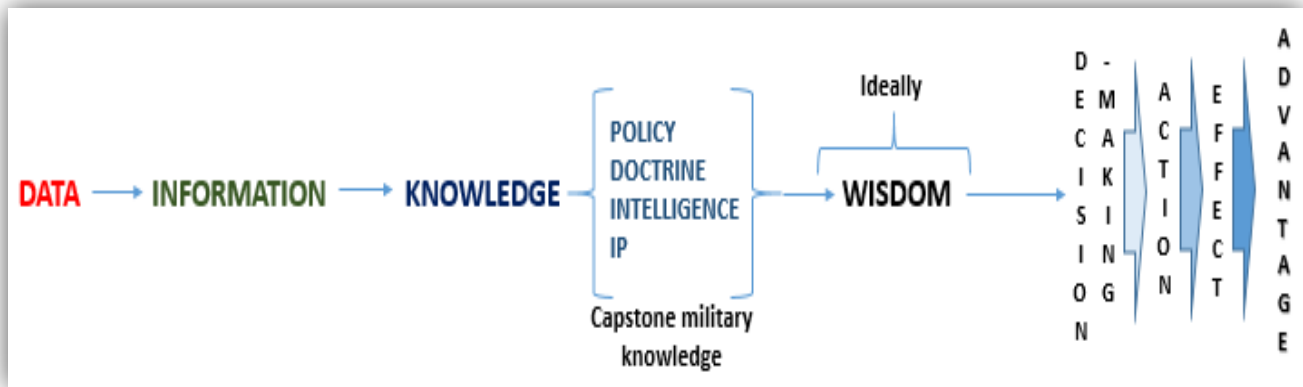 DATA
INFORMATION
KNOWLEDGE
POLICY
DOCTRINE
INTELLIGENCE
IP
Capstone military
knowledge
Ideally
WISDOM
DECISION
-MAKING
ACTION
EFFECT
ADVANTAGE